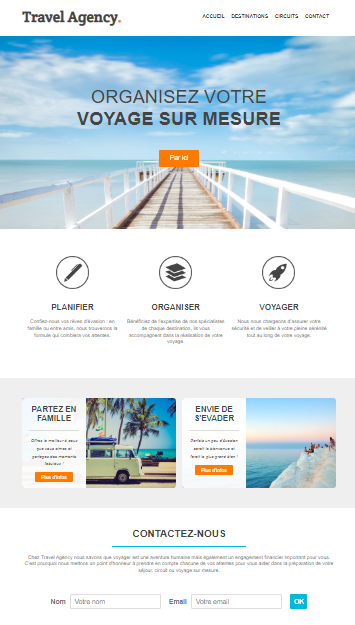 Travel Agency.
ACCUEIL DESTINATIONS CIRCUITS CONTACT
ORGANISEZ VOTRE
VOYAGE SUR MESURE
Par ici
PLANIFIER
Confiez-nous vos rêves d'évasion : en
famille ou entre amis, nous trouverons la
formule qui comblera vos attentes.
ORGANISER
Bénéficiez de l'expertise de nos spécialistes
de chaque destination, ils vous
accompagnent dans la réalisation de votre
voyage.
VOYAGER
Nous nous chargeons d'assurer votre
sécurité et de veiller à votre pleine sérénité
tout au long de votre voyage.
PARTEZ EN
FAMILLE
Offrez le meilleur à ceux
que vous aimez et
partagez des moments
fabuleux !
Plus d'infos
ENVIE DE
S'EVADER
Parfois un peu d'évasion
serait le bienvenue et
ferait le plus grand bien !
Plus d'infos
CONTACTEZ-NOUS
Chez Travel Agency nous savons que voyager est une aventure humaine mais également un engagement financier important pour vous.
C'est pourquoi nous mettons un point d'honneur à prendre en compte chacune de vos attentes pour vous aider dans la préparation de votre
séjour, circuit ou voyage sur mesure.
Nom Votre nom Email Votre email OK